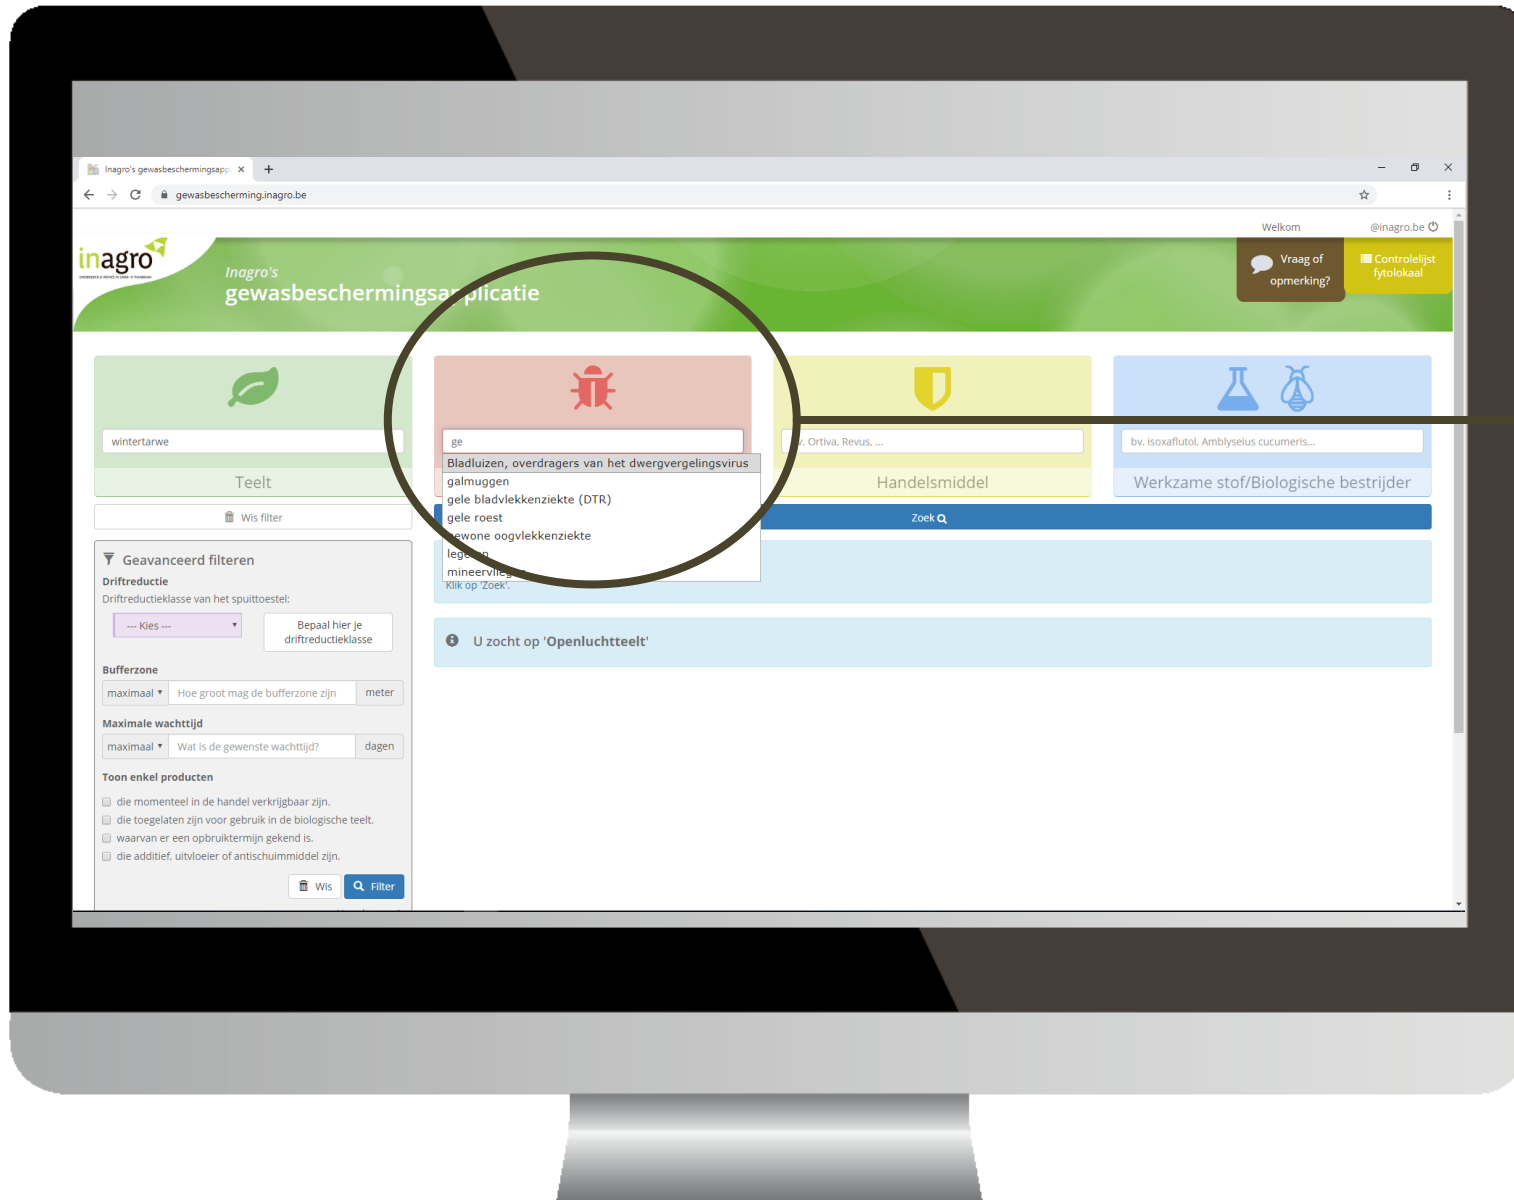 Inagro's gewasbeschermingsapp
gewasbescherming.inagro.be
Welkom @inagro.be
inagro
Inagro's
gewasbeschermingsapplicatie
Vraag of
opmerking?
Controlelijst
fytolokaal
wintertarwe
ge
bv. Ortiva, Revus, ...
bv. isoxaflutol, Amblyseius cucumeris...
Teelt
Handelsmiddel
Werkzame stof/Biologische bestrijder
Bladluizen, overdragers van het dwergvergelingsvirus
galmuggen
gele bladvlekkenziekte (DTR)
gele roest
gewone oogvlekkenziekte
legeren
mineervliegen
Wis filter
Zoek
Klik op 'Zoek'.
U zocht op 'Openluchtteelt'
Geavanceerd filteren
Driftreductie
Driftreductieklasse van het spuittoestel:
--- Kies ---
Bepaal hier je
driftreductieklasse
Bufferzone
maximaal Hoe groot mag de bufferzone zijn meter
Maximale wachttijd
maximaal Wat is de gewenste wachttijd? dagen
Toon enkel producten
die momenteel in de handel verkrijgbaar zijn.
die toegelaten zijn voor gebruik in de biologische teelt.
waarvan er een opbruiktermijn gekend is.
die additief, uitvloeier of antischuimmiddel zijn.
Wis Filter